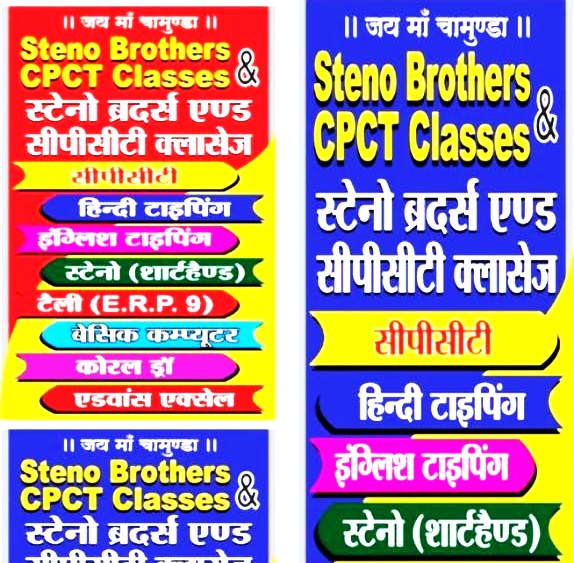 ।। जय माँ चामुण्डा ।।
Steno Brothers &
CPCT Classes
स्टेनो ब्रदर्स एण्ड
सीपीसीटी क्लासेज
सीपीसीटी
हिन्दी टाइपिंग
इंग्लिश टाइपिंग
स्टेनो (शार्टहैण्ड)
टैली (E.R.P. 9)
बेसिक कम्प्यूटर
कोरल ड्रॉ
एडवांस एक्सेल
।। जय माँ चामुण्डा ।।
Steno Brothers &
CPCT Classes
स्टेनो ब्रदर्स एण्ड
सीपीसीटी क्लासेज
।। जय माँ चामुण्डा ।।
Steno Brothers &
CPCT Classes
स्टेनो ब्रदर्स एण्ड
सीपीसीटी क्लासेज
सीपीसीटी
हिन्दी टाइपिंग
इंग्लिश टाइपिंग
स्टेनो (शार्टहैण्ड)